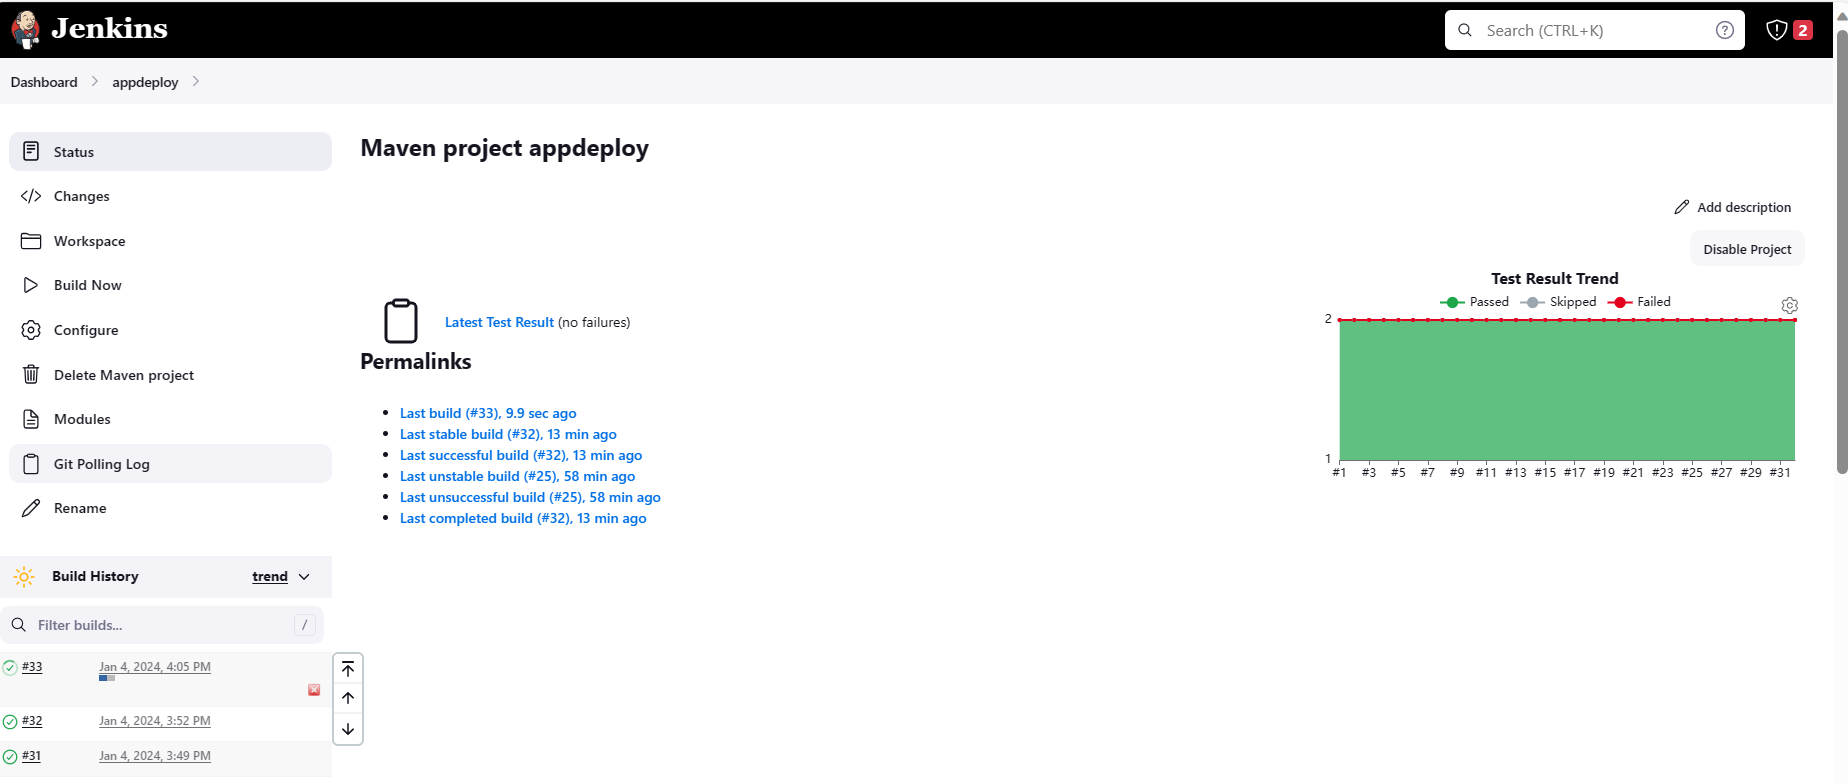 Jenkins
Search (CTRL+K)
?
2
Dashboard
appdeploy
Status
Changes
Workspace
Build Now
Configure
Delete Maven project
Modules
Git Polling Log
Rename
Build History
trend
Filter builds...
/
#33
Jan 4, 2024, 4:05 PM
#32
Jan 4, 2024, 3:52 PM
#31
Jan 4, 2024, 3:49 PM
Maven project appdeploy
Add description
Disable Project
Latest Test Result (no failures)
Permalinks
Last build (#33), 9.9 sec ago
Last stable build (#32), 13 min ago
Last successful build (#32), 13 min ago
Last unstable build (#25), 58 min ago
Last unsuccessful build (#25), 58 min ago
Last completed build (#32), 13 min ago
Test Result Trend
Passed Skipped Failed
2
1
#1 #3 #5 #7 #9 #11 #13 #15 #17 #19 #21 #23 #25 #27 #29 #31